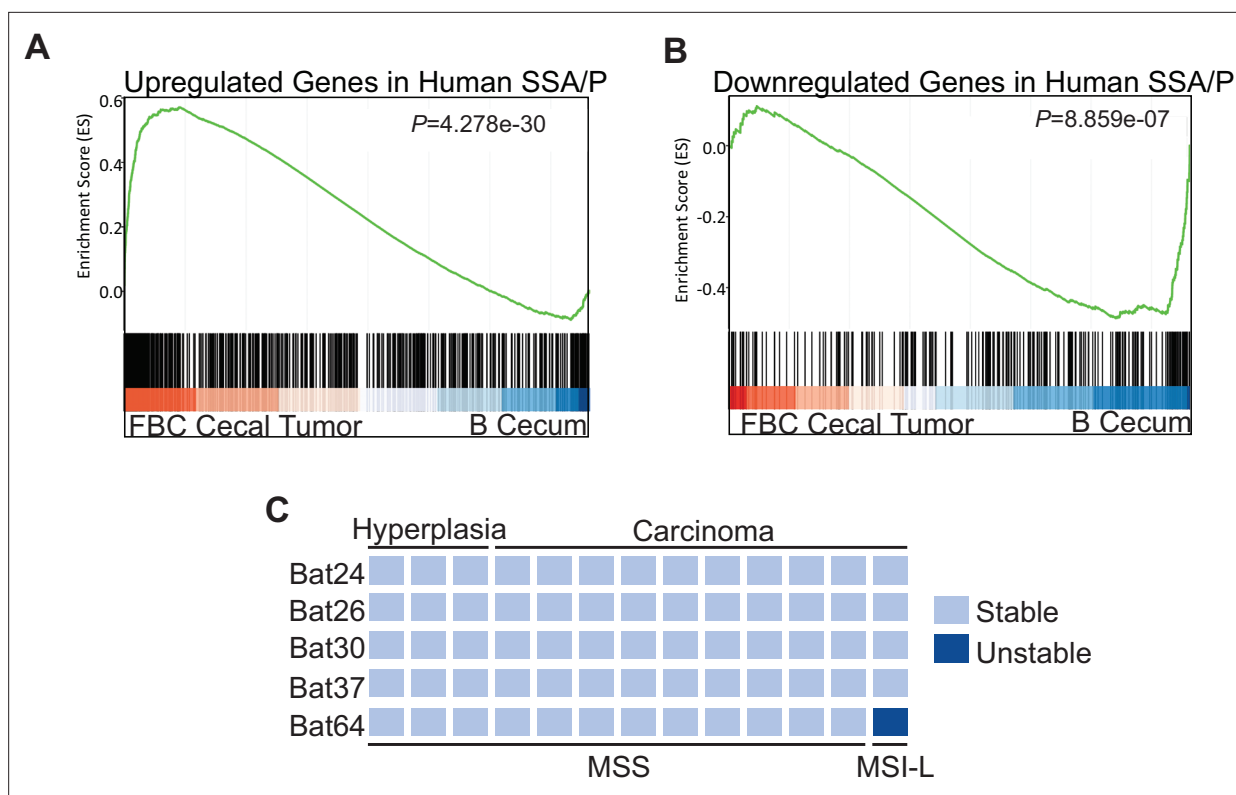 A
Upregulated Genes in Human SSA/P
P=4.278e-30
Enrichment Score (ES)
0.6
0.4
0.2
0.0
FBC Cecal Tumor
B Cecum
B
Downregulated Genes in Human SSA/P
P=8.859e-07
Enrichment Score (ES)
0.0
-0.2
-0.4
FBC Cecal Tumor
B Cecum
C
Hyperplasia
Carcinoma
Bat24
Bat26
Bat30
Bat37
Bat64
Stable
Unstable
MSS
MSI-L